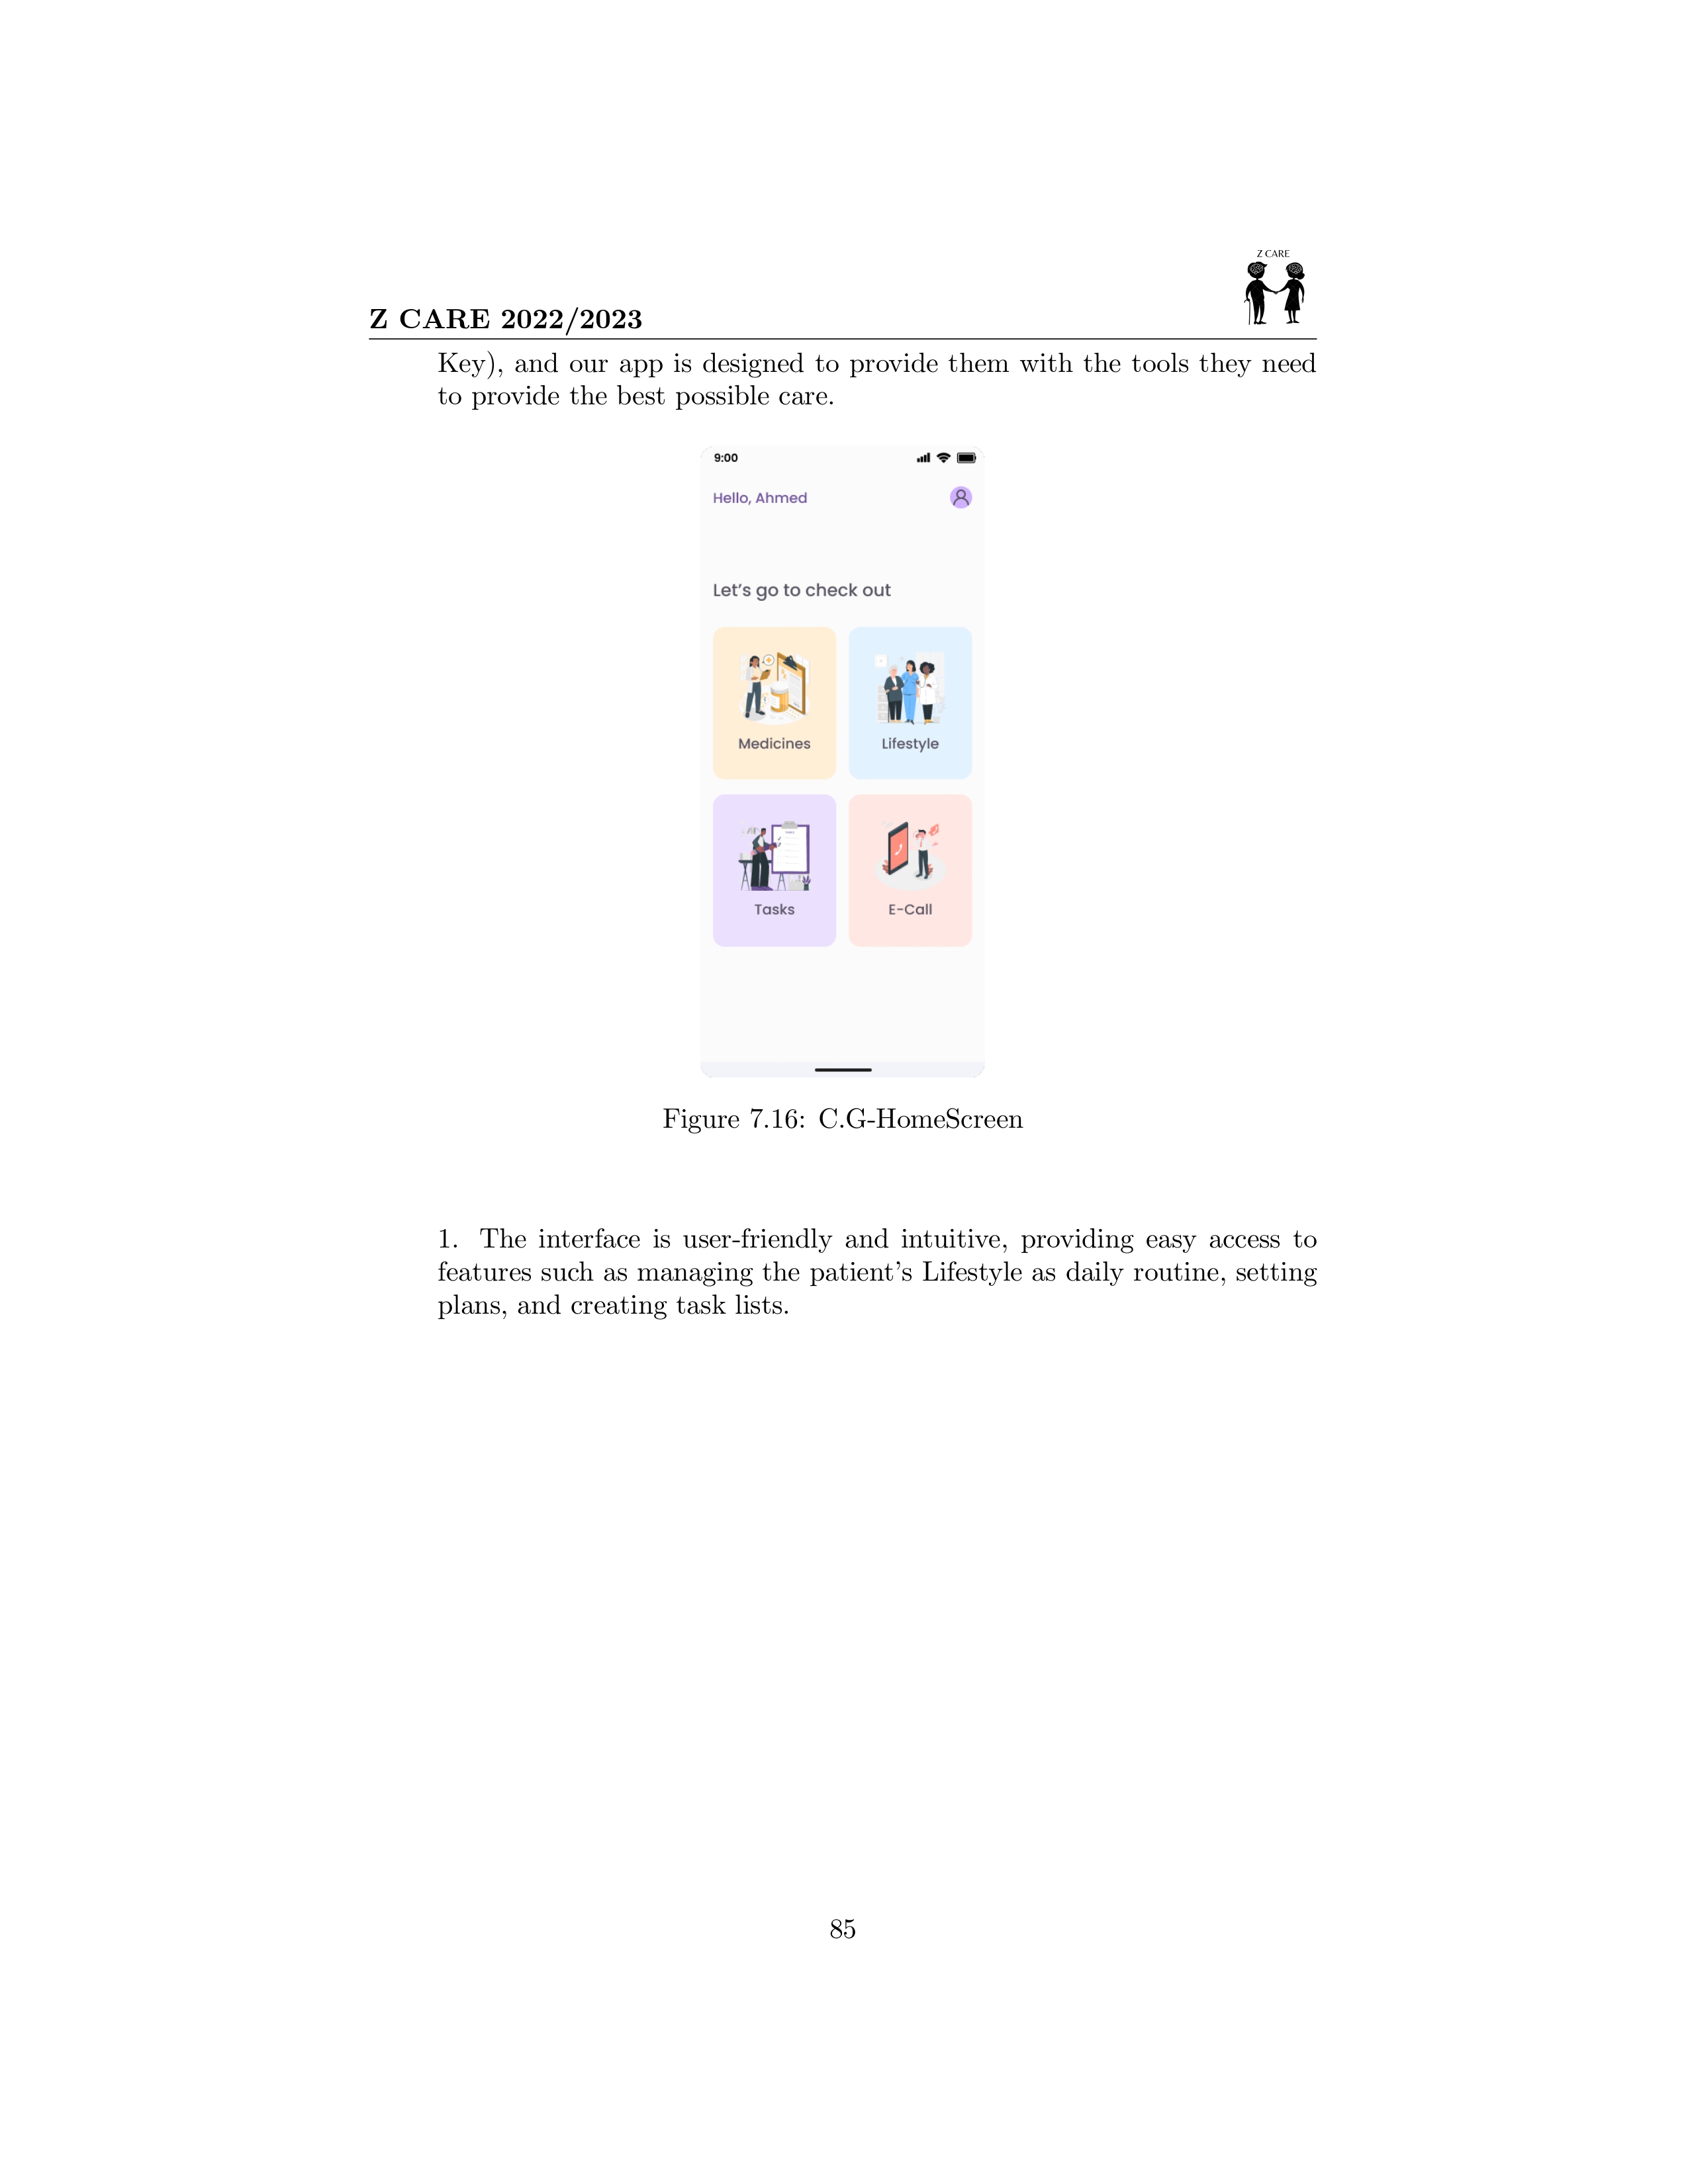 Z CARE
Z CARE 2022/2023
Key), and our app is designed to provide them with the tools they need
to provide the best possible care.
9:00
Hello, Ahmed
Let's go to check out
Medicines
Lifestyle
Tasks
E-Call
Figure 7.16: C.G-HomeScreen
1. The interface is user-friendly and intuitive, providing easy access to
features such as managing the patient's Lifestyle as daily routine, setting
plans, and creating task lists.
85